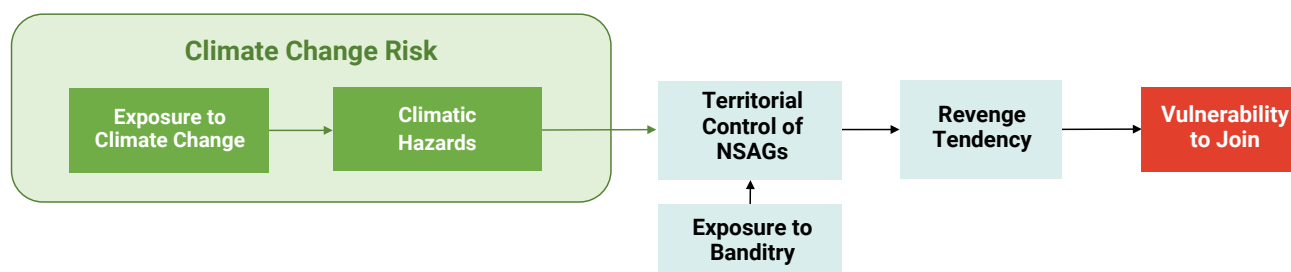 Climate Change Risk
Exposure to
Climate Change
Climatic
Hazards
Territorial
Control of
NSAGs
Revenge
Tendency
Vulnerability
to Join
Exposure to
Banditry